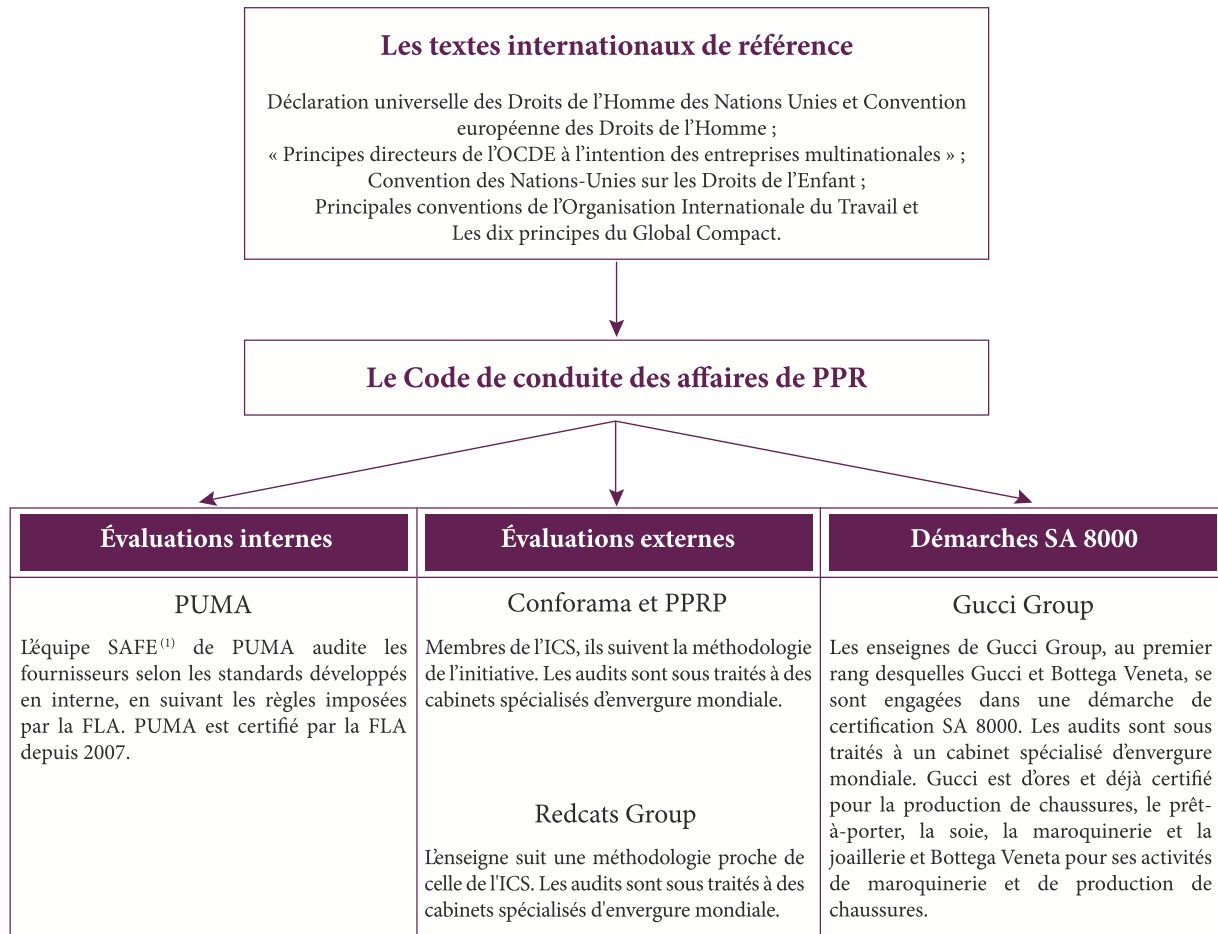 Les textes internationaux de référence
Déclaration universelle des Droits de l'Homme des Nations Unies et Convention
européenne des Droits de l'Homme ;
« Principes directeurs de l'OCDE à l'intention des entreprises multinationales » ;
Convention des Nations-Unies sur les Droits de l'Enfant ;
Principales conventions de l'Organisation Internationale du Travail et
Les dix principes du Global Compact.
Le Code de conduite des affaires de PPR
Évaluations internes
PUMA
L'équipe SAFE(1) de PUMA audite les
fournisseurs selon les standards développés
en interne, en suivant les règles imposées
par la FLA. PUMA est certifié par la FLA
depuis 2007.
Évaluations externes
Conforama et PPRP
Membres de l'ICS, ils suivent la méthodologie
de l'initiative. Les audits sont sous traités à des
cabinets spécialisés d'envergure mondiale.
Redcats Group
L'enseigne suit une méthodologie proche de
celle de l'ICS. Les audits sont sous traités à des
cabinets spécialisés d'envergure mondiale.
Démarches SA 8000
Gucci Group
Les enseignes de Gucci Group, au premier
rang desquelles Gucci et Bottega Veneta, se
sont engagées dans une démarche de
certification SA 8000. Les audits sont sous
traités à un cabinet spécialisé d'envergure
mondiale. Gucci est d'ores et déjà certifié
pour la production de chaussures, le prêt-
à-porter, la soie, la maroquinerie et la
joaillerie et Bottega Veneta pour ses activités
de maroquinerie et de production de
chaussures.